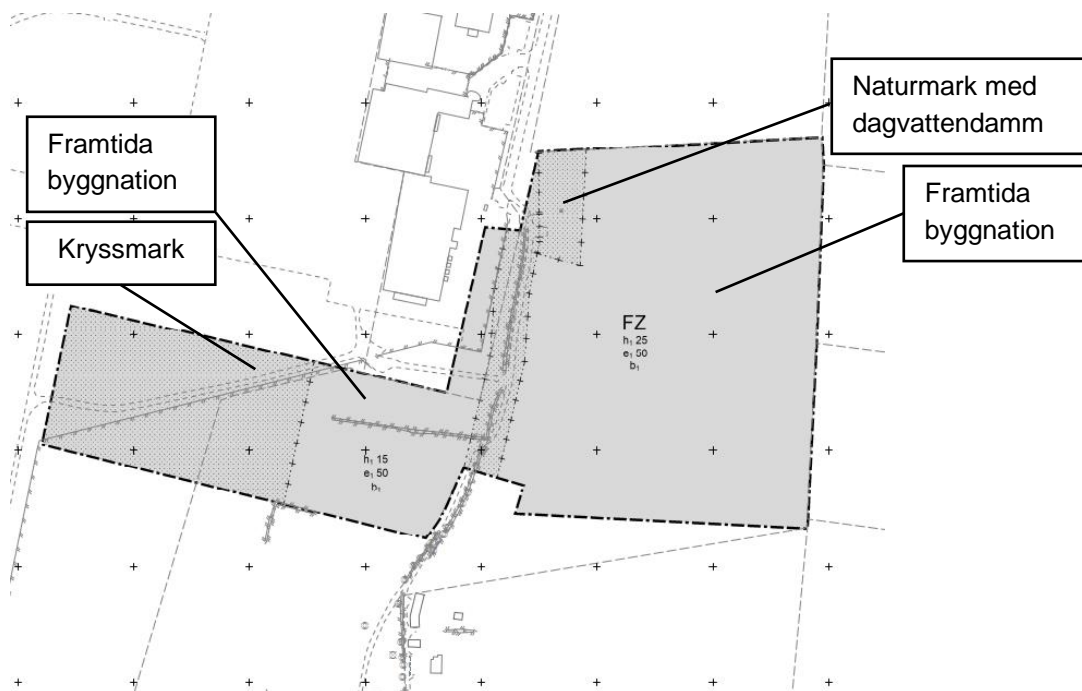 Naturmark med
dagvattendamm
Framtida
byggnation
Framtida
byggnation
Kryssmark
FZ
h₁ 25
e₁ 50
b₁
h₁ 15
e₁ 50
b₁